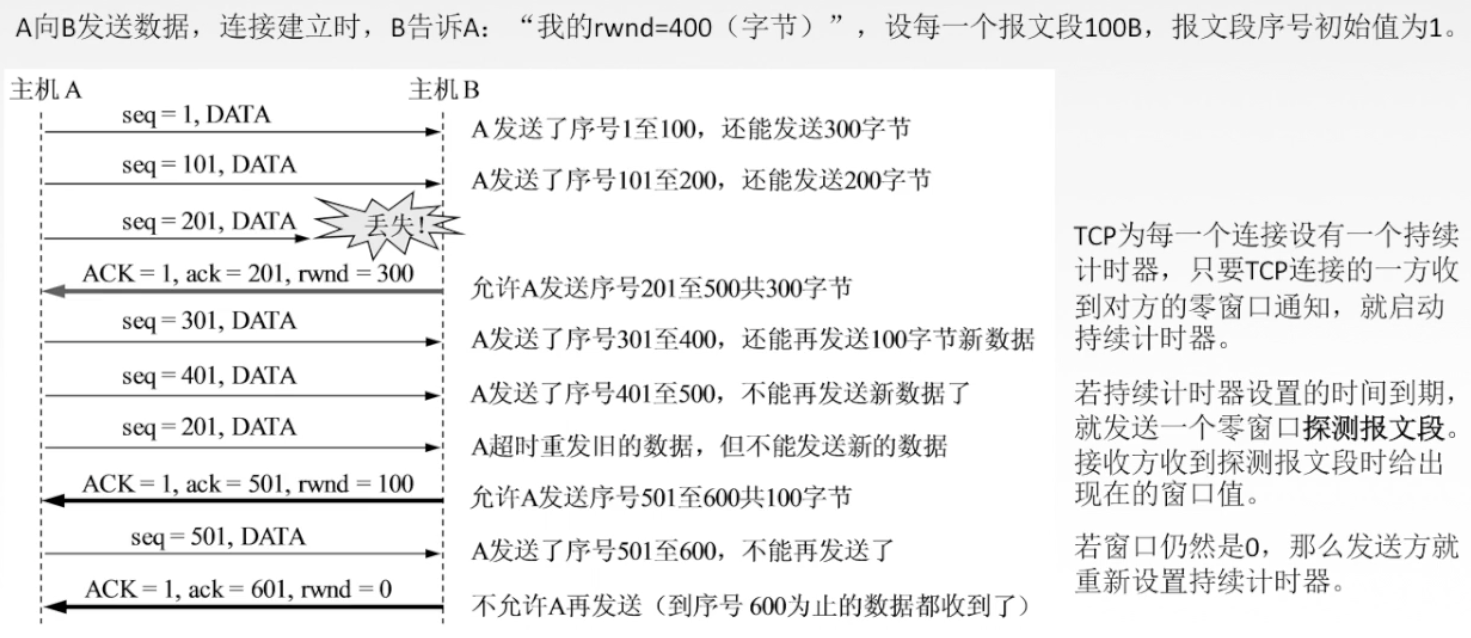 A向B发送数据，连接建立时，B告诉A：“我的rwnd=400（字节）”，设每一个报文段100B，报文段序号初始值为1。
主机 A
主机 B
seq = 1, DATA
A 发送了序号1至100，还能发送300字节
seq = 101, DATA
A发送了序号101至200，还能发送200字节
seq = 201, DATA
丢失!
ACK = 1, ack = 201, rwnd = 300
允许A发送序号201至500共300字节
seq = 301, DATA
A发送了序号301至400，还能再发送100字节新数据
seq = 401, DATA
A发送了序号401至500，不能再发送新数据了
seq = 201, DATA
A超时重发旧的数据，但不能发送新的数据
ACK = 1, ack = 501, rwnd = 100
允许A发送序号501至600共100字节
seq = 501, DATA
A发送了序号501至600，不能再发送了
ACK = 1, ack = 601, rwnd = 0
不允许A再发送（到序号 600为止的数据都收到了）
TCP为每一个连接设有一个持续
计时器，只要TCP连接的一方收
到对方的零窗口通知，就启动
持续计时器。
若持续计时器设置的时间到期，
就发送一个零窗口探测报文段。
接收方收到探测报文段时给出
现在的窗口值。
若窗口仍然是0，那么发送方就
重新设置持续计时器。